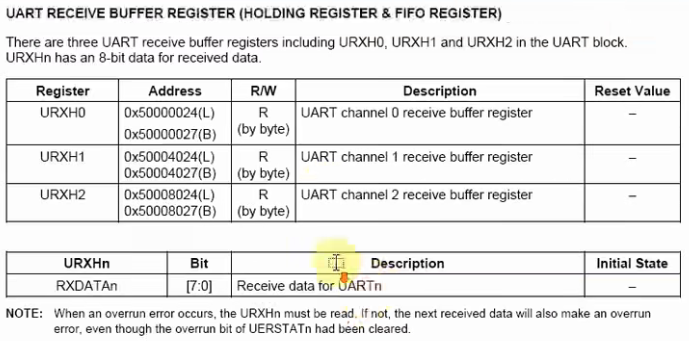 UART RECEIVE BUFFER REGISTER (HOLDING REGISTER & FIFO REGISTER)
There are three UART receive buffer registers including URXH0, URXH1 and URXH2 in the UART block.
URXHn has an 8-bit data for received data.
Register Address R/W Description Reset Value
URXH0 0x50000024(L) R UART channel 0 receive buffer register –
0x50000027(B) (by byte)
URXH1 0x50004024(L) R UART channel 1 receive buffer register –
0x50004027(B) (by byte)
URXH2 0x50008024(L) R UART channel 2 receive buffer register –
0x50008027(B) (by byte)
URXHn Bit Description Initial State
RXDATAn [7:0] Receive data for UARTn –
NOTE: When an overrun error occurs, the URXHn must be read. If not, the next received data will also make an overrun
error, even though the overrun bit of UERSTATn had been cleared.